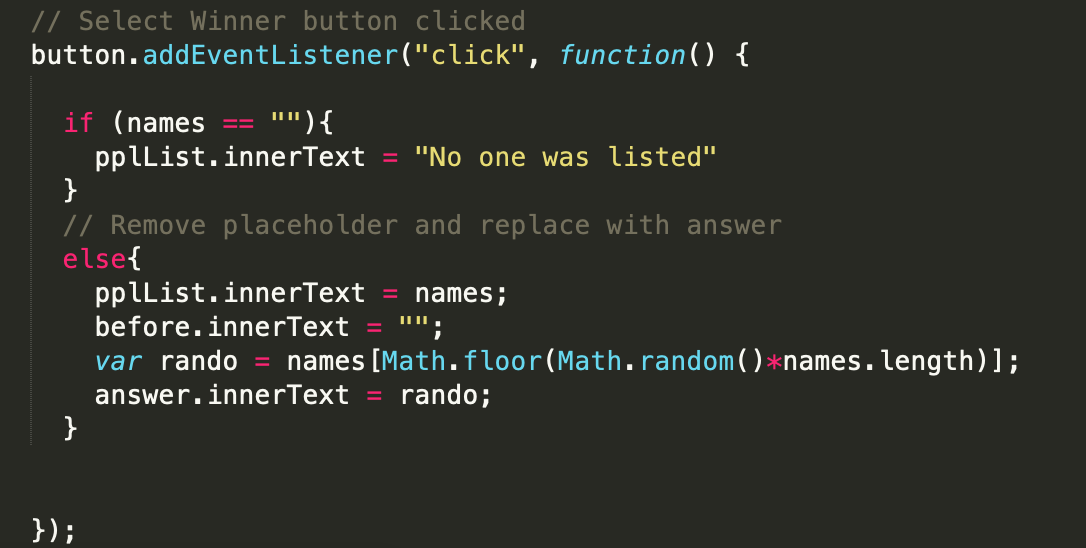 // Select Winner button clicked
button.addEventListener("click", function() {
if (names == ""){
pplList.innerText = "No one was listed"
}
// Remove placeholder and replace with answer
else{
pplList.innerText = names;
before.innerText = "";
var rando = names[Math.floor(Math.random()*names.length)];
answer.innerText = rando;
}
});